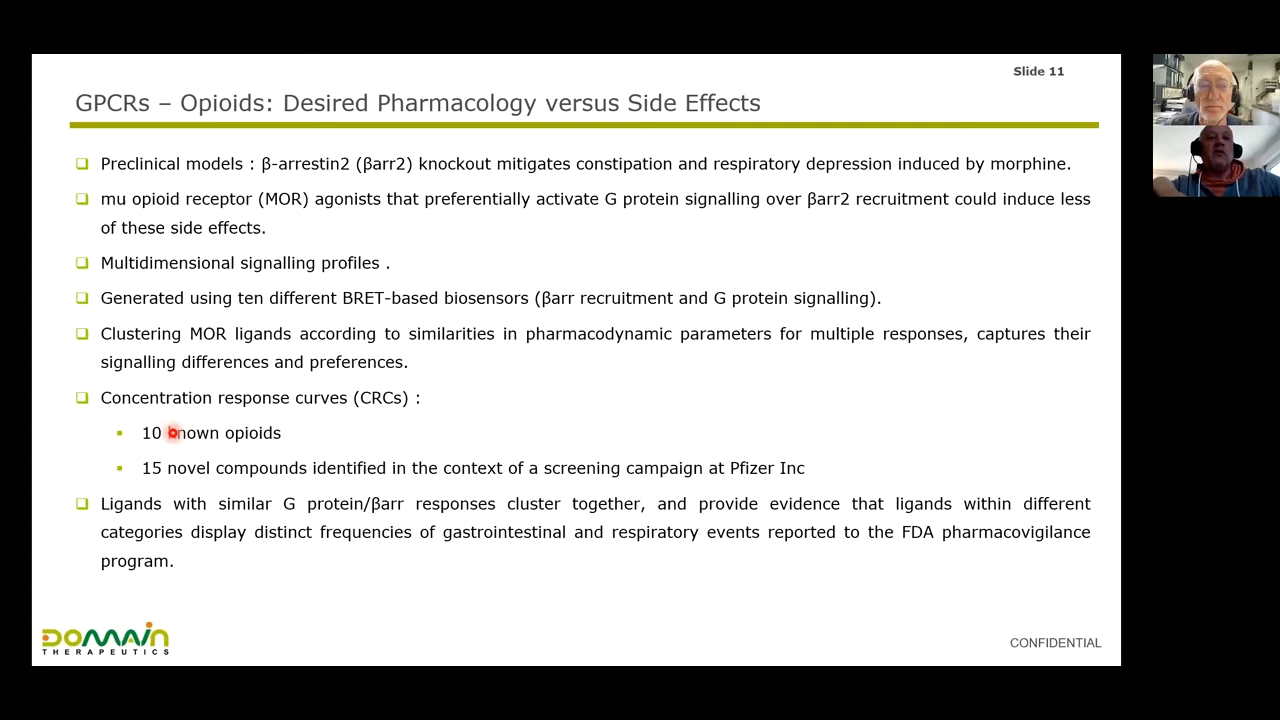 Slide 11
GPCRs – Opioids: Desired Pharmacology versus Side Effects
Preclinical models : β-arrestin2 (βarr2) knockout mitigates constipation and respiratory depression induced by morphine.
mu opioid receptor (MOR) agonists that preferentially activate G protein signalling over βarr2 recruitment could induce less
of these side effects.
Multidimensional signalling profiles .
Generated using ten different BRET-based biosensors (βarr recruitment and G protein signalling).
Clustering MOR ligands according to similarities in pharmacodynamic parameters for multiple responses, captures their
signalling differences and preferences.
Concentration response curves (CRCs) :
10 known opioids
15 novel compounds identified in the context of a screening campaign at Pfizer Inc
Ligands with similar G protein/βarr responses cluster together, and provide evidence that ligands within different
categories display distinct frequencies of gastrointestinal and respiratory events reported to the FDA pharmacovigilance
program.
DOMAIN
THERAPEUTICS
CONFIDENTIAL